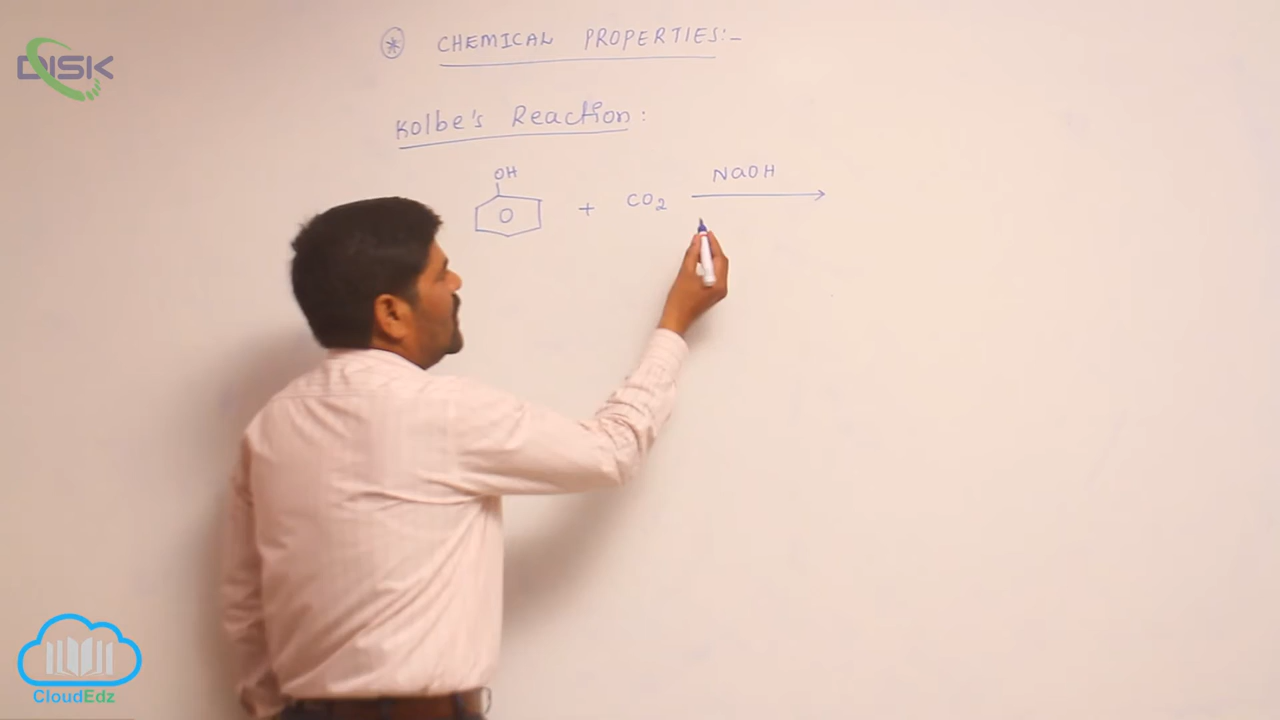 DISK
* CHEMICAL PROPERTIES:-
Kolbe's Reaction:
OH
+ CO2 NaOH
CloudEdz